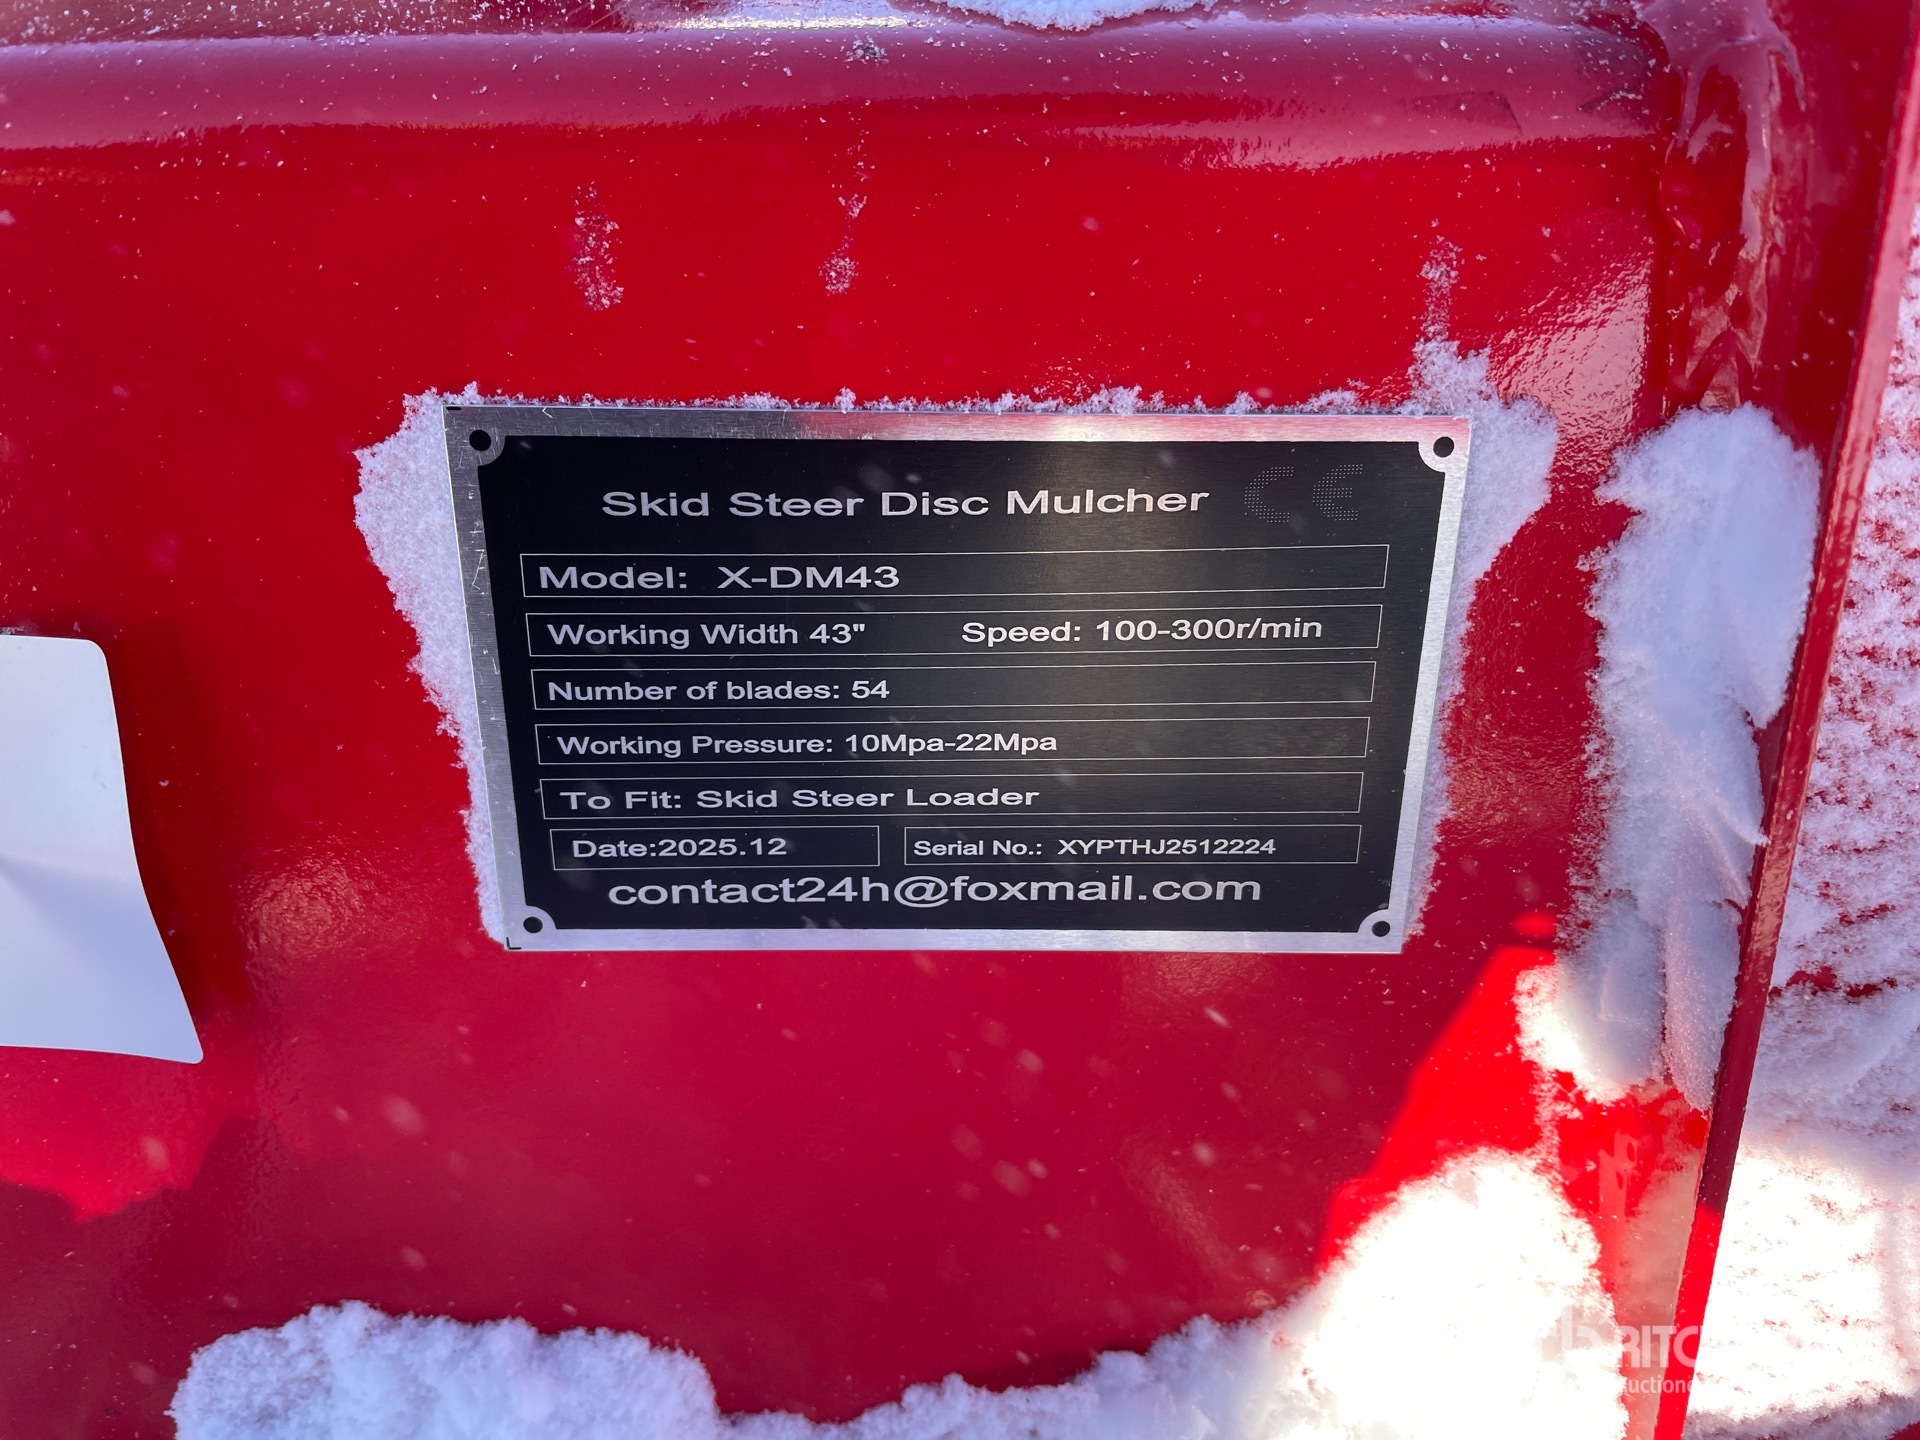 Skid Steer Disc Mulcher CE
Model: X-DM43
Working Width 43" Speed: 100-300r/min
Number of blades: 54
Working Pressure: 10Mpa-22Mpa
To Fit: Skid Steer Loader
Date:2025.12 Serial No.: XYPTHJ2512224
contact24h@foxmail.com